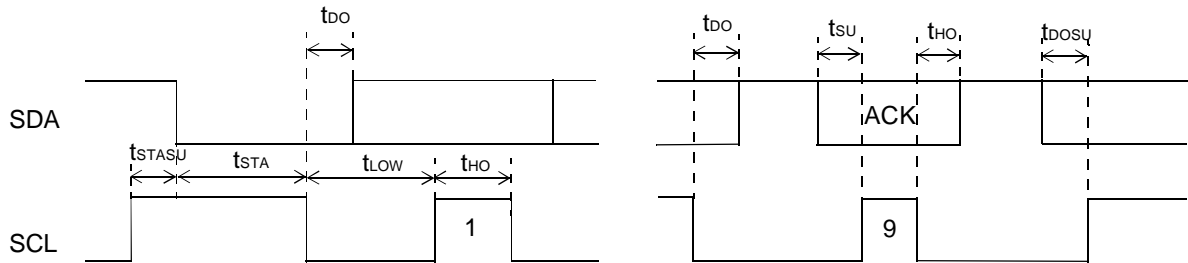 tDO tDO tSU tHO tDOSU
SDA ACK
tSTASU tSTA tLOW tHO
SCL 1 9